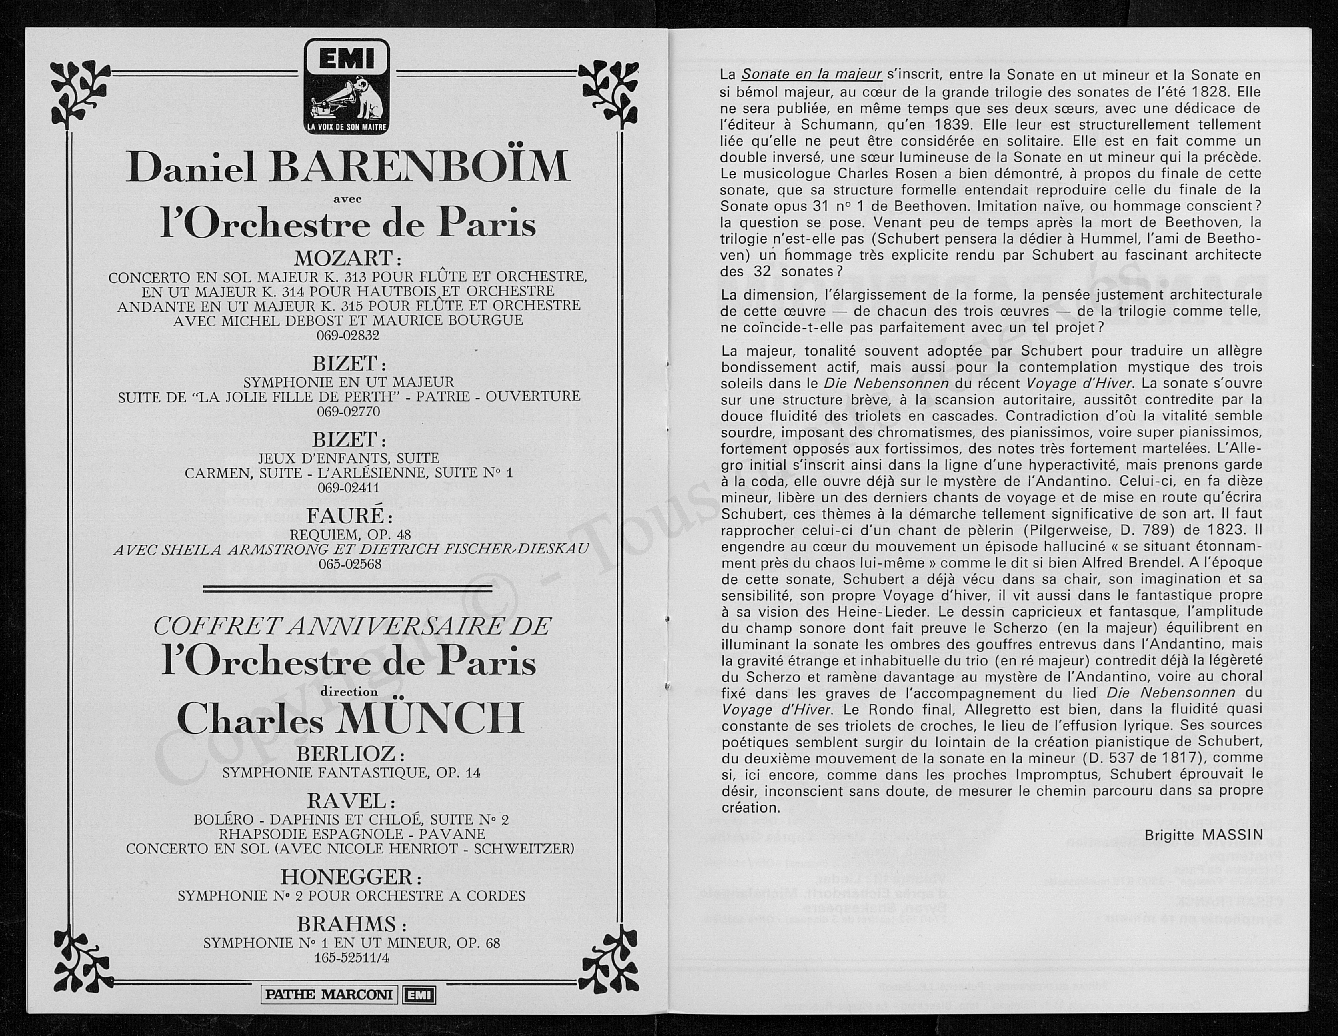 EMI
LA VOIX DE SON MAITRE
Daniel BARENBOÏM
avec
l'Orchestre de Paris
MOZART :
CONCERTO EN SOL MAJEUR K. 313 POUR FLÛTE ET ORCHESTRE,
EN UT MAJEUR K. 314 POUR HAUTBOIS ET ORCHESTRE
ANDANTE EN UT MAJEUR K. 315 POUR FLÛTE ET ORCHESTRE
AVEC MICHEL DEBOST ET MAURICE BOURGUE
069-02832
BIZET :
SYMPHONIE EN UT MAJEUR
SUITE DE "LA JOLIE FILLE DE PERTH" - PATRIE - OUVERTURE
069-02770
BIZET :
JEUX D'ENFANTS, SUITE
CARMEN, SUITE - L'ARLÉSIENNE, SUITE N° 1
069-02411
FAURÉ :
REQUIEM, OP. 48
AVEC SHEILA ARMSTRONG ET DIETRICH FISCHER-DIESKAU
065-02568
COFFRET ANNIVERSAIRE DE
l'Orchestre de Paris
direction
Charles MÜNCH
BERLIOZ :
SYMPHONIE FANTASTIQUE, OP. 14
RAVEL :
BOLÉRO - DAPHNIS ET CHLOÉ, SUITE N° 2
RHAPSODIE ESPAGNOLE - PAVANE
CONCERTO EN SOL (AVEC NICOLE HENRIOT - SCHWEITZER)
HONEGGER :
SYMPHONIE N° 2 POUR ORCHESTRE A CORDES
BRAHMS :
SYMPHONIE N° 1 EN UT MINEUR, OP. 68
165-52511/4
PATHE MARCONI EMI
La Sonate en la majeur s'inscrit, entre la Sonate en ut mineur et la Sonate en
si bémol majeur, au cœur de la grande trilogie des sonates de l'été 1828. Elle
ne sera publiée, en même temps que ses deux sœurs, avec une dédicace de
l'éditeur à Schumann, qu'en 1839. Elle leur est structurellement tellement
liée qu'elle ne peut être considérée en solitaire. Elle est en fait comme un
double inversé, une sœur lumineuse de la Sonate en ut mineur qui la précède.
Le musicologue Charles Rosen a bien démontré, à propos du finale de cette
sonate, que sa structure formelle entendait reproduire celle du finale de la
Sonate opus 31 n° 1 de Beethoven. Imitation naïve, ou hommage conscient ?
la question se pose. Venant peu de temps après la mort de Beethoven, la
trilogie n'est-elle pas (Schubert pensera la dédier à Hummel, l'ami de Beetho-
ven) un hommage très explicite rendu par Schubert au fascinant architecte
des 32 sonates ?
La dimension, l'élargissement de la forme, la pensée justement architecturale
de cette œuvre — de chacun des trois œuvres — de la trilogie comme telle,
ne coïncide-t-elle pas parfaitement avec un tel projet ?
La majeur, tonalité souvent adoptée par Schubert pour traduire un allègre
bondissement actif, mais aussi pour la contemplation mystique des trois
soleils dans le Die Nebensonnen du récent Voyage d'Hiver. La sonate s'ouvre
sur une structure brève, à la scansion autoritaire, aussitôt contredite par la
douce fluidité des triolets en cascades. Contradiction d'où la vitalité semble
sourdre, imposant des chromatismes, des pianissimos, voire super pianissimos,
fortement opposés aux fortissimos, des notes très fortement martelées. L'Alle-
gro initial s'inscrit ainsi dans la ligne d'une hyperactivité, mais prenons garde
à la coda, elle ouvre déjà sur le mystère de l'Andantino. Celui-ci, en fa dièze
mineur, libère un des derniers chants de voyage et de mise en route qu'écrira
Schubert, ces thèmes à la démarche tellement significative de son art. Il faut
rapprocher celui-ci d'un chant de pèlerin (Pilgerweise, D. 789) de 1823. Il
engendre au cœur du mouvement un épisode halluciné « se situant étonnam-
ment près du chaos lui-même » comme le dit si bien Alfred Brendel. A l'époque
de cette sonate, Schubert a déjà vécu dans sa chair, son imagination et sa
sensibilité, son propre Voyage d'hiver, il vit aussi dans le fantastique propre
à sa vision des Heine-Lieder. Le dessin capricieux et fantasque, l'amplitude
du champ sonore dont fait preuve le Scherzo (en la majeur) équilibrent en
illuminant la sonate les ombres des gouffres entrevus dans l'Andantino, mais
la gravité étrange et inhabituelle du trio (en ré majeur) contredit déjà la légèreté
du Scherzo et ramène davantage au mystère de l'Andantino, voire au choral
fixé dans les graves de l'accompagnement du lied Die Nebensonnen du
Voyage d'Hiver. Le Rondo final, Allegretto est bien, dans la fluidité quasi
constante de ses triolets de croches, le lieu de l'effusion lyrique. Ses sources
poétiques semblent surgir du lointain de la création pianistique de Schubert,
du deuxième mouvement de la sonate en la mineur (D. 537 de 1817), comme
si, ici encore, comme dans les proches Impromptus, Schubert éprouvait le
désir, inconscient sans doute, de mesurer le chemin parcouru dans sa propre
création.
Brigitte MASSIN
Copyright © - Tous